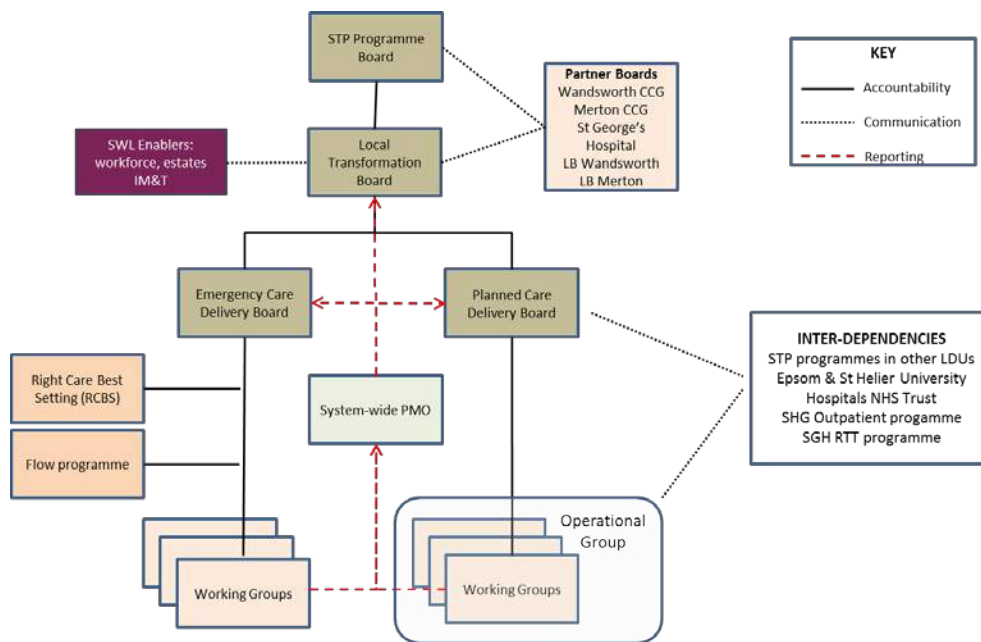 STP Programme
Board
KEY
Accountability
Communication
Reporting
Partner Boards
Wandsworth CCG
Merton CCG
St George's
Hospital
LB Wandsworth
LB Merton
SWL Enablers:
workforce, estates
IM&T
Local
Transformation
Board
Emergency Care
Delivery Board
Planned Care
Delivery Board
INTER-DEPENDENCIES
STP programmes in other LDUs
Epsom & St Helier University
Hospitals NHS Trust
SHG Outpatient progamme
SGH RTT programme
Right Care Best
Setting (RCBS)
System-wide PMO
Flow programme
Operational
Group
Working Groups
Working Groups